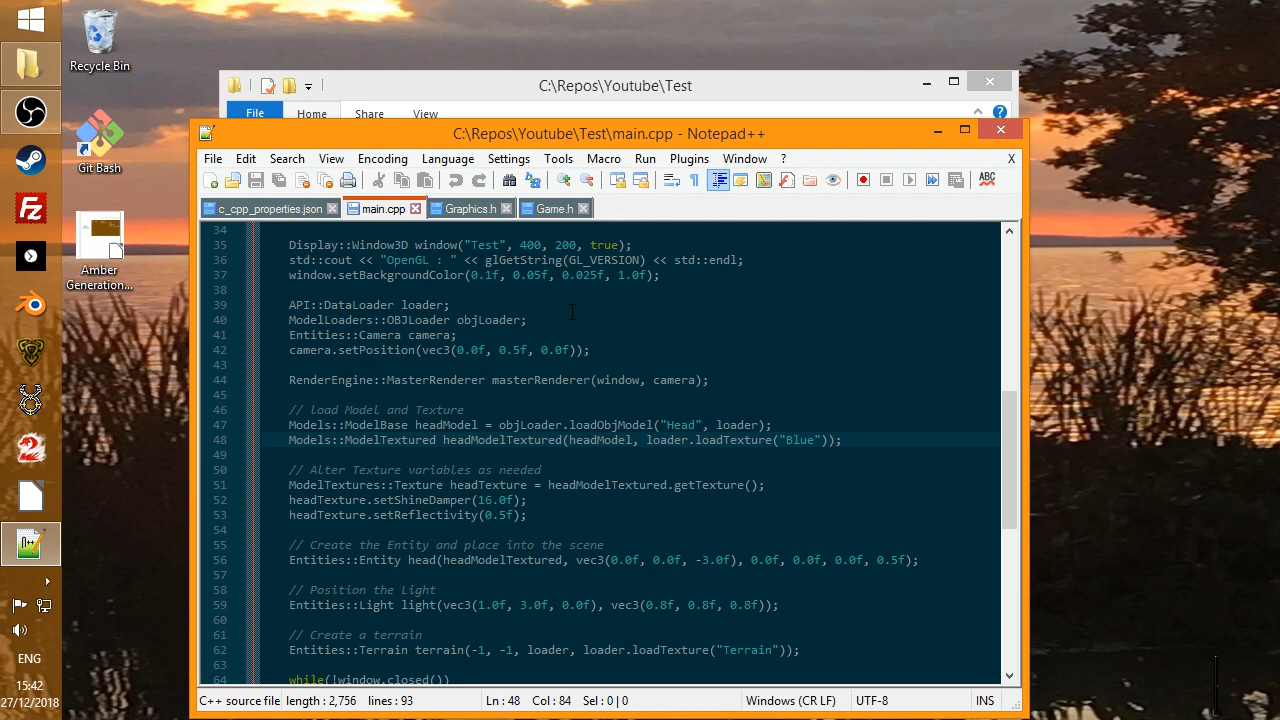 Recycle Bin
Git Bash
Amber
Generation...
ENG
15:42
27/12/2018
C:\Repos\Youtube\Test
File Home Share View
C:\Repos\Youtube\Test\main.cpp - Notepad++
File Edit Search View Encoding Language Settings Tools Macro Run Plugins Window ? X
ABC
c_cpp_properties.json main.cpp Graphics.h Game.h
34
35 Display::Window3D window("Test", 400, 200, true);
36 std::cout << "OpenGL : " << glGetString(GL_VERSION) << std::endl;
37 window.setBackgroundColor(0.1f, 0.05f, 0.025f, 1.0f);
38
39 API::DataLoader loader;
40 ModelLoaders::OBJLoader objLoader;
41 Entities::Camera camera;
42 camera.setPosition(vec3(0.0f, 0.5f, 0.0f));
43
44 RenderEngine::MasterRenderer masterRenderer(window, camera);
45
46 // load Model and Texture
47 Models::ModelBase headModel = objLoader.loadObjModel("Head", loader);
48 Models::ModelTextured headModelTextured(headModel, loader.loadTexture("Blue"));
49
50 // Alter Texture variables as needed
51 ModelTextures::Texture headTexture = headModelTextured.getTexture();
52 headTexture.setShineDamper(16.0f);
53 headTexture.setReflectivity(0.5f);
54
55 // Create the Entity and place into the scene
56 Entities::Entity head(headModelTextured, vec3(0.0f, 0.0f, -3.0f), 0.0f, 0.0f, 0.0f, 0.5f);
57
58 // Position the Light
59 Entities::Light light(vec3(1.0f, 3.0f, 0.0f), vec3(0.8f, 0.8f, 0.8f));
60
61 // Create a terrain
62 Entities::Terrain terrain(-1, -1, loader, loader.loadTexture("Terrain"));
63
64 while(!window.closed())
C++ source file length : 2,756 lines : 93 Ln : 48 Col : 84 Sel : 0 | 0 Windows (CR LF) UTF-8 INS